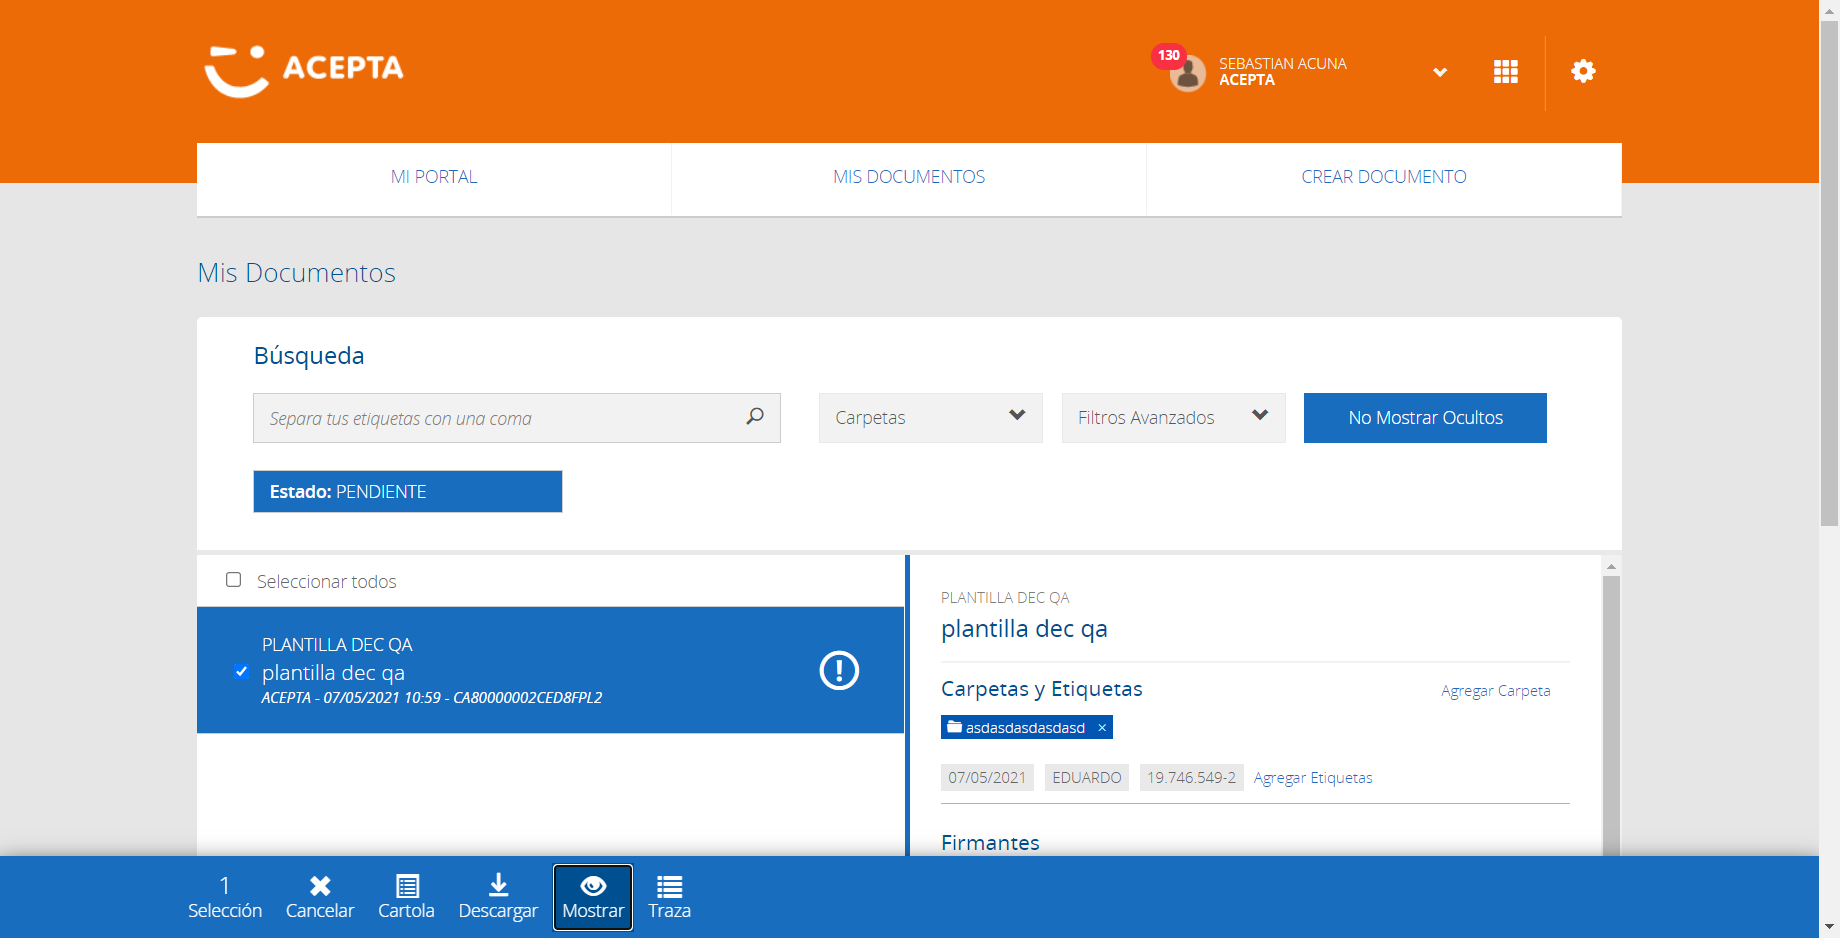 ACEPTA
130
SEBASTIAN ACUNA
ACEPTA
MI PORTAL
MIS DOCUMENTOS
CREAR DOCUMENTO
Mis Documentos
Búsqueda
Separa tus etiquetas con una coma
Carpetas
Filtros Avanzados
No Mostrar Ocultos
Estado: PENDIENTE
Seleccionar todos
PLANTILLA DEC QA
plantilla dec qa
ACEPTA - 07/05/2021 10:59 - CA80000002CED8FPL2
PLANTILLA DEC QA
plantilla dec qa
Carpetas y Etiquetas
Agregar Carpeta
asdasdasdasdasd ×
07/05/2021 EDUARDO 19.746.549-2 Agregar Etiquetas
Firmantes
1
Selección
Cancelar
Cartola
Descargar
Mostrar
Traza